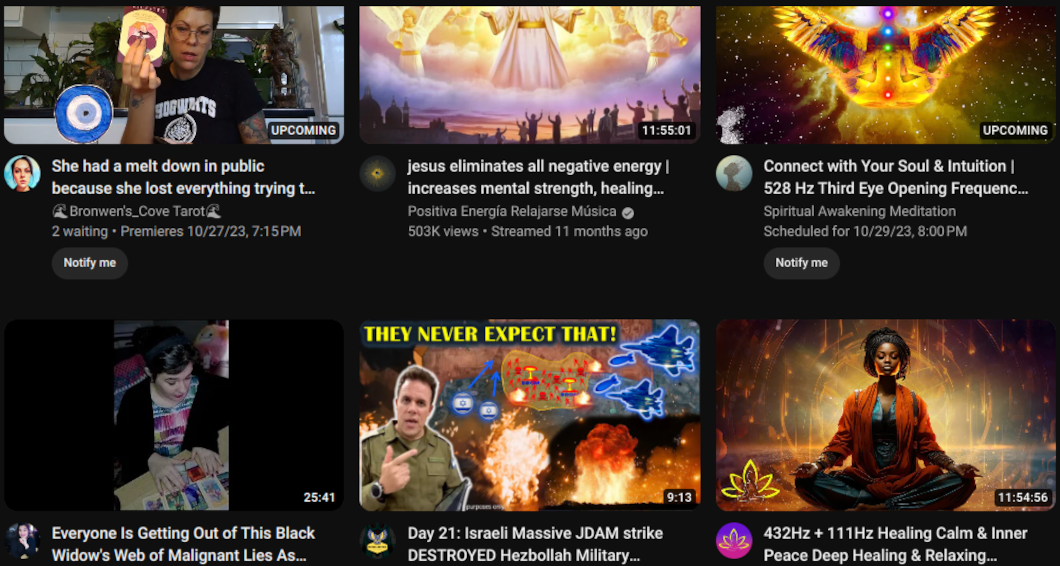 HOGWARTS
UPCOMING
11:55:01
UPCOMING
She had a melt down in public
because she lost everything trying t...
🌊Bronwen's_Cove Tarot🌊
2 waiting • Premieres 10/27/23, 7:15 PM
Notify me
jesus eliminates all negative energy |
increases mental strength, healing...
Positiva Energía Relajarse Música
503K views • Streamed 11 months ago
Connect with Your Soul & Intuition |
528 Hz Third Eye Opening Frequenc...
Spiritual Awakening Meditation
Scheduled for 10/29/23, 8:00 PM
Notify me
25:41
THEY NEVER EXPECT THAT!
purposes only
9:13
11:54:56
Everyone Is Getting Out of This Black
Widow's Web of Malignant Lies As...
Day 21: Israeli Massive JDAM strike
DESTROYED Hezbollah Military...
432Hz + 111Hz Healing Calm & Inner
Peace Deep Healing & Relaxing...